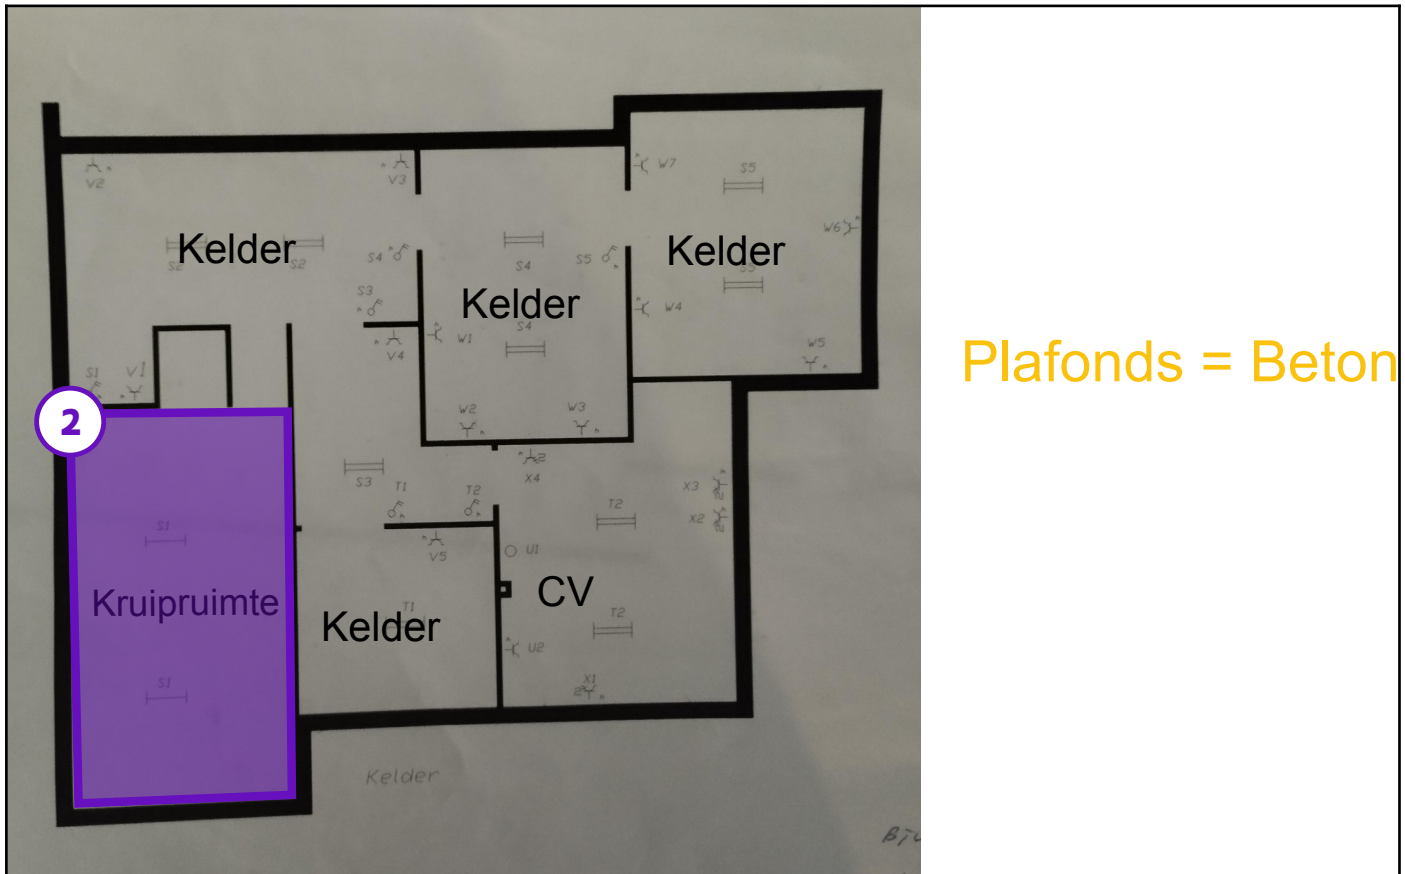 W7
S5
V2
V3
W6
Kelder
S2
S2
S4
S4
S5
Kelder
S5
Kelder
S3
W4
V4
W1
S4
W5
S1
V1
2
W2
W3
S3
T1
T2
X4
X3
X2
T2
S1
V5
U1
Kruipruimte
T1
Kelder
CV
T2
U2
S1
X1
Kelder
Plafonds = Beton